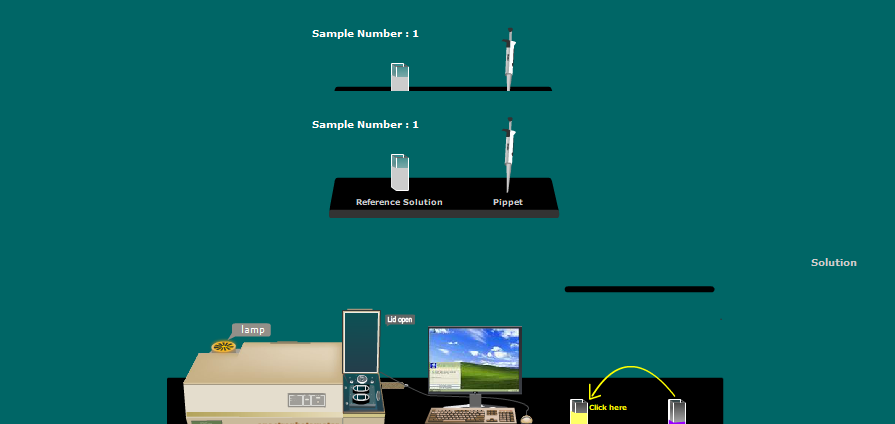 Sample Number : 1
Sample Number : 1
Reference Solution
Pippet
Solution
lamp
Lid open
Click here